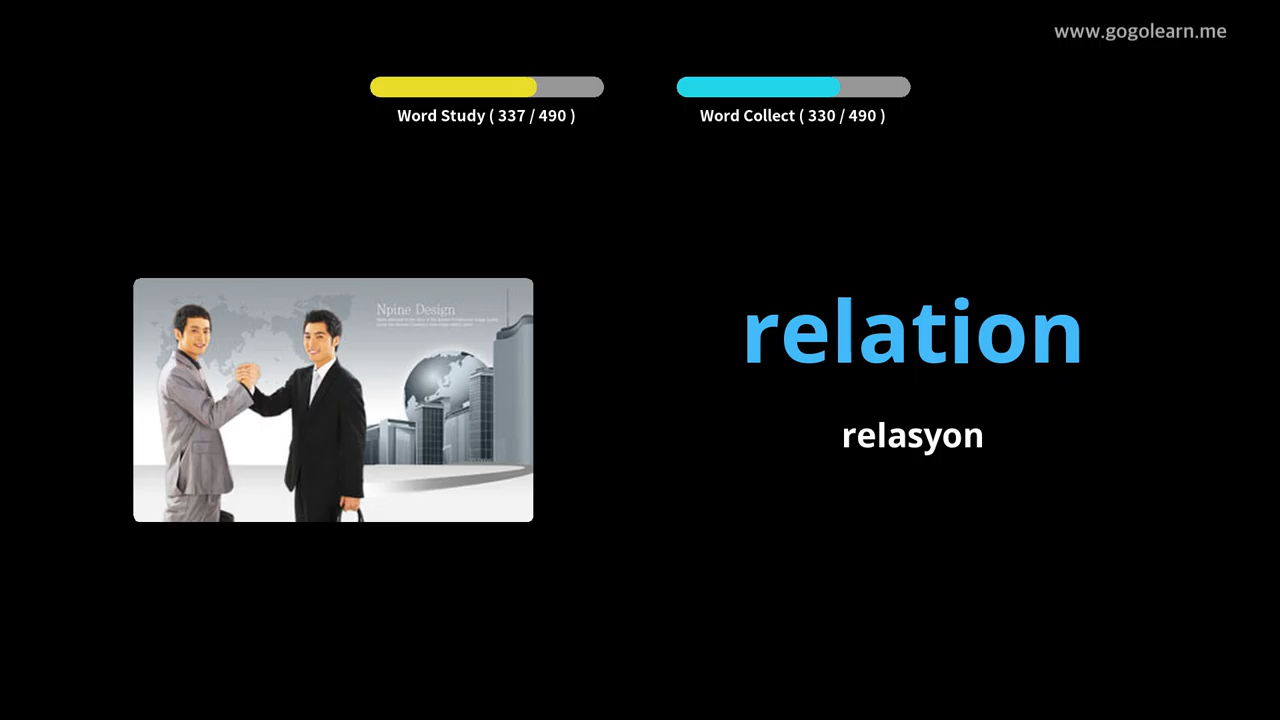 www.gogolearn.me
Word Study ( 337 / 490 )
Word Collect ( 330 / 490 )
Npine Design
relation
relasyon